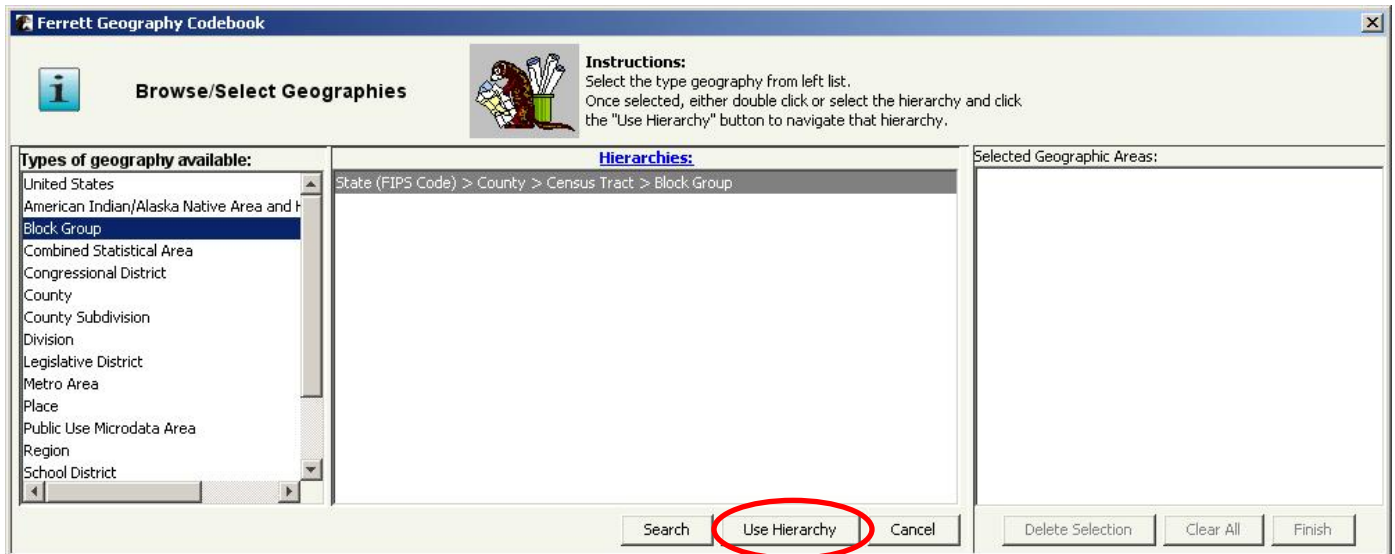 Ferrett Geography Codebook
i
Browse/Select Geographies
Instructions:
Select the type geography from left list.
Once selected, either double click or select the hierarchy and click
the "Use Hierarchy" button to navigate that hierarchy.
Types of geography available:
United States
American Indian/Alaska Native Area and H
Block Group
Combined Statistical Area
Congressional District
County
County Subdivision
Division
Legislative District
Metro Area
Place
Public Use Microdata Area
Region
School District
Hierarchies:
State (FIPS Code) > County > Census Tract > Block Group
Selected Geographic Areas:
Search
Use Hierarchy
Cancel
Delete Selection
Clear All
Finish